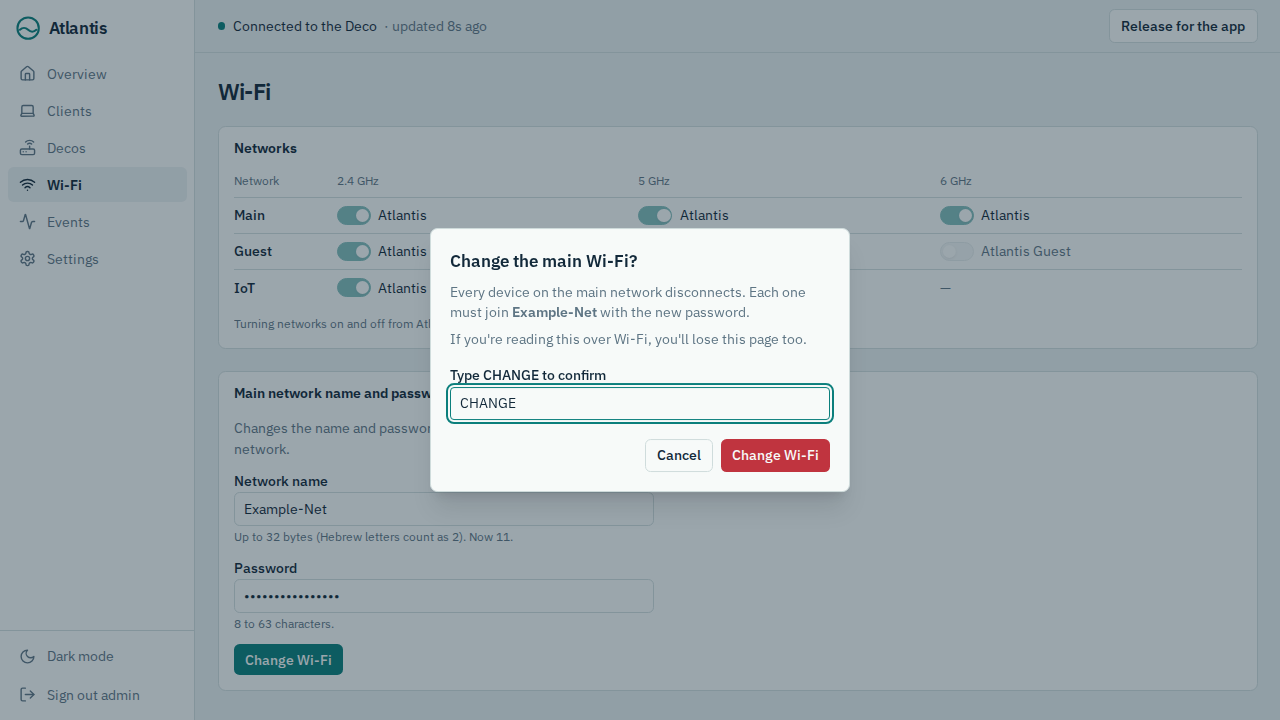 Atlantis
Overview
Clients
Decos
Wi-Fi
Events
Settings
Dark mode
Sign out admin
Connected to the Deco · updated 8s ago
Release for the app
Wi-Fi
Networks
Network 2.4 GHz 5 GHz 6 GHz
Main Atlantis Atlantis Atlantis
Guest Atlantis Atlantis Guest
IoT Atlantis —
Turning networks on and off from
Main network name and
Changes the name and
network.
Network name
Example-Net
Up to 32 bytes (Hebrew letters count as 2). Now 11.
Password
••••••••••••••••
8 to 63 characters.
Change Wi-Fi
Change the main Wi-Fi?
Every device on the main network disconnects. Each one
must join Example-Net with the new password.
If you're reading this over Wi-Fi, you'll lose this page too.
Type CHANGE to confirm
CHANGE
Cancel
Change Wi-Fi